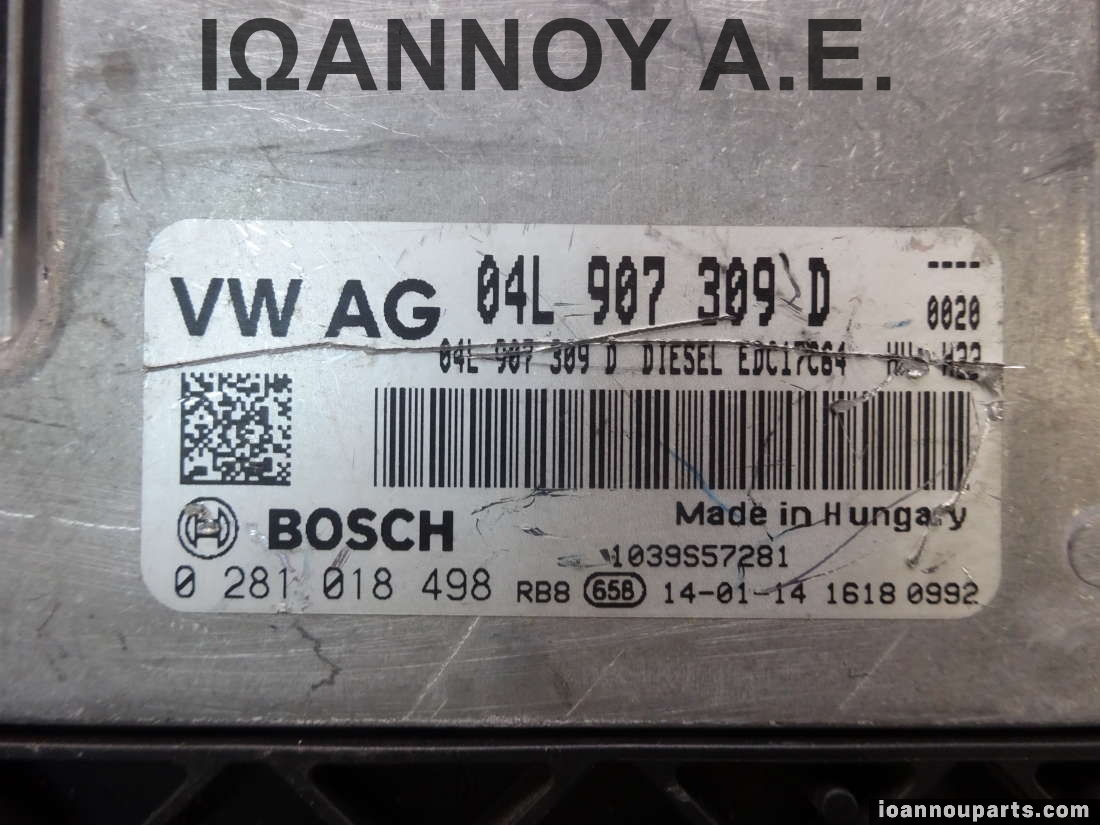 ΙΩΑΝΝΟΥ Α.Ε.
VW AG 04L 907 309 D ----
0020
04L 907 309 D DIESEL EDC17C64
BOSCH Made in Hungary
1039S57281
0 281 018 498 RB8 658 14-01-14 1618 0992
ioannouparts.com